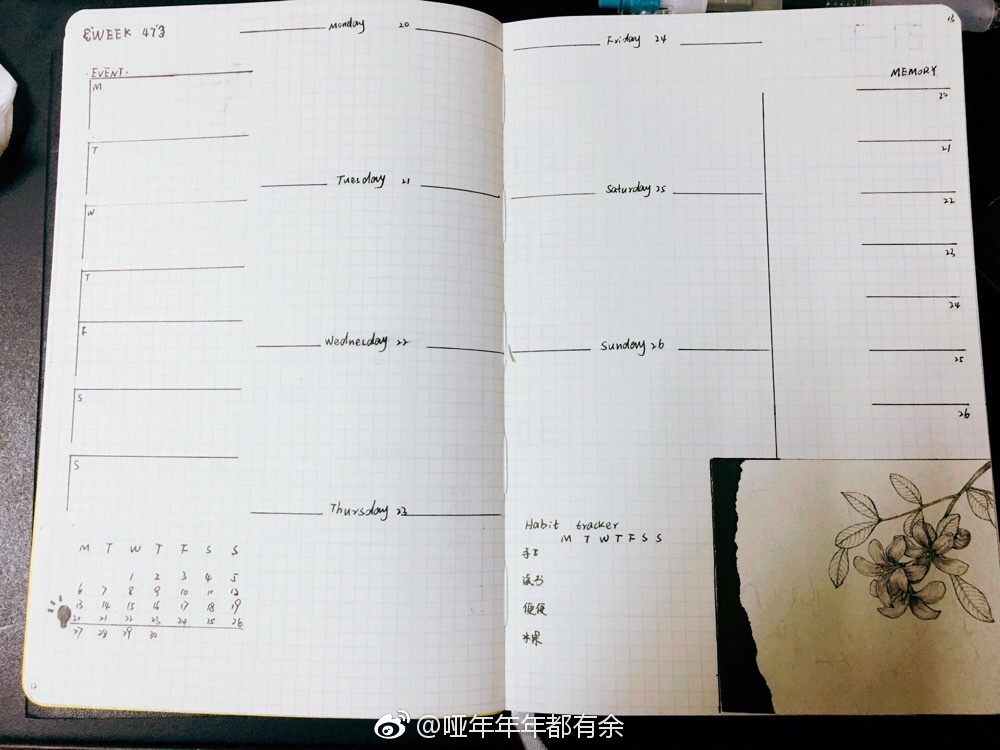 {WEEK 47}
·EVENT·
M
T
W
T
F
S
S
M T W T F S S
1 2 3 4 5
6 7 8 9 10 11 12
13 14 15 16 17 18 19
20 21 22 23 24 25 26
27 28 29 30
12
Monday 20
Tuesday 21
Wednesday 22
Thursday 23
Friday 24
Saturday 25
Sunday 26
Habit tracker
M T W T F S S
手工
读书
便便
水果
13
MEMORY
20
21
22
23
24
25
26
@哑年年年都有余